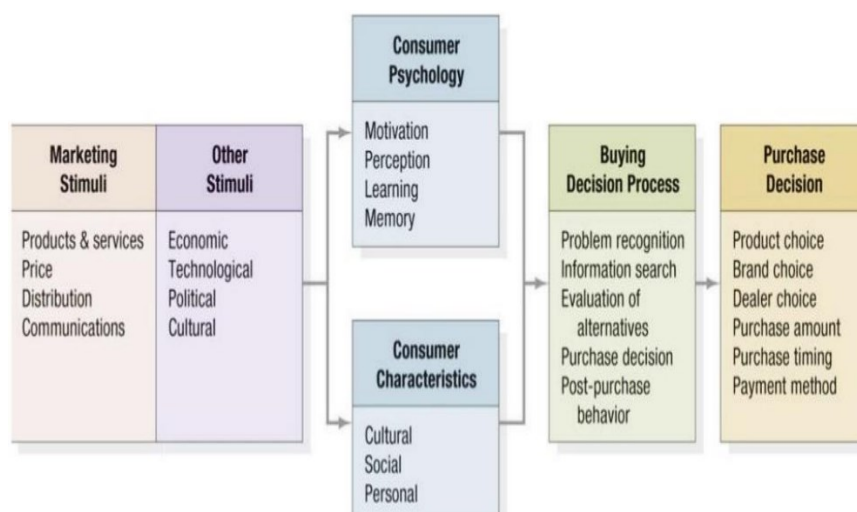 Marketing
Stimuli
Products & services
Price
Distribution
Communications
Other
Stimuli
Economic
Technological
Political
Cultural
Consumer
Psychology
Motivation
Perception
Learning
Memory
Consumer
Characteristics
Cultural
Social
Personal
Buying
Decision Process
Problem recognition
Information search
Evaluation of
alternatives
Purchase decision
Post-purchase
behavior
Purchase
Decision
Product choice
Brand choice
Dealer choice
Purchase amount
Purchase timing
Payment method